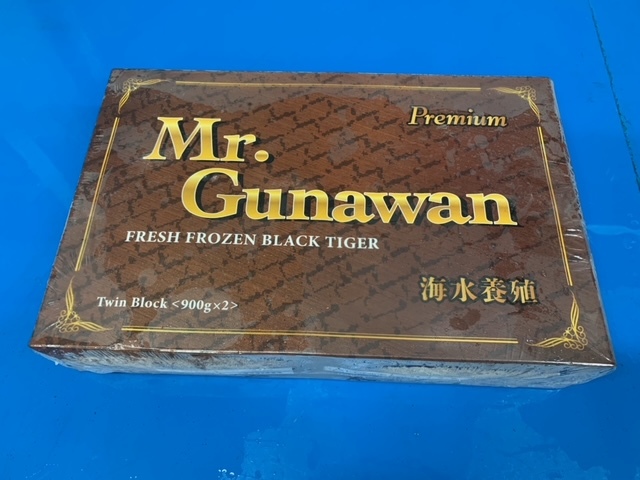 Premium
Mr.
Gunawan
FRESH FROZEN BLACK TIGER
海水養殖
Twin Block <900g×2>